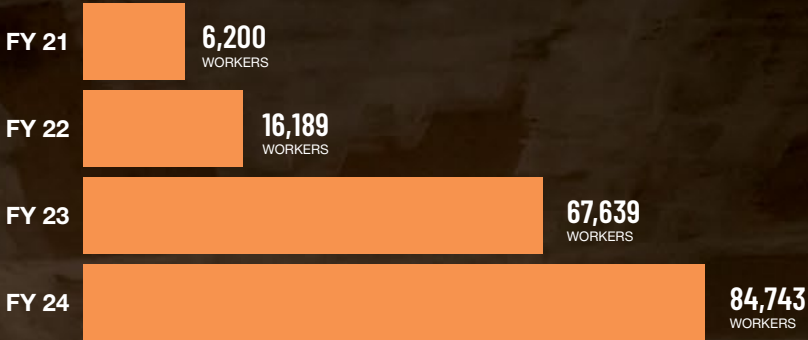 FY 21
6,200
WORKERS
FY 22
16,189
WORKERS
FY 23
67,639
WORKERS
FY 24
84,743
WORKERS